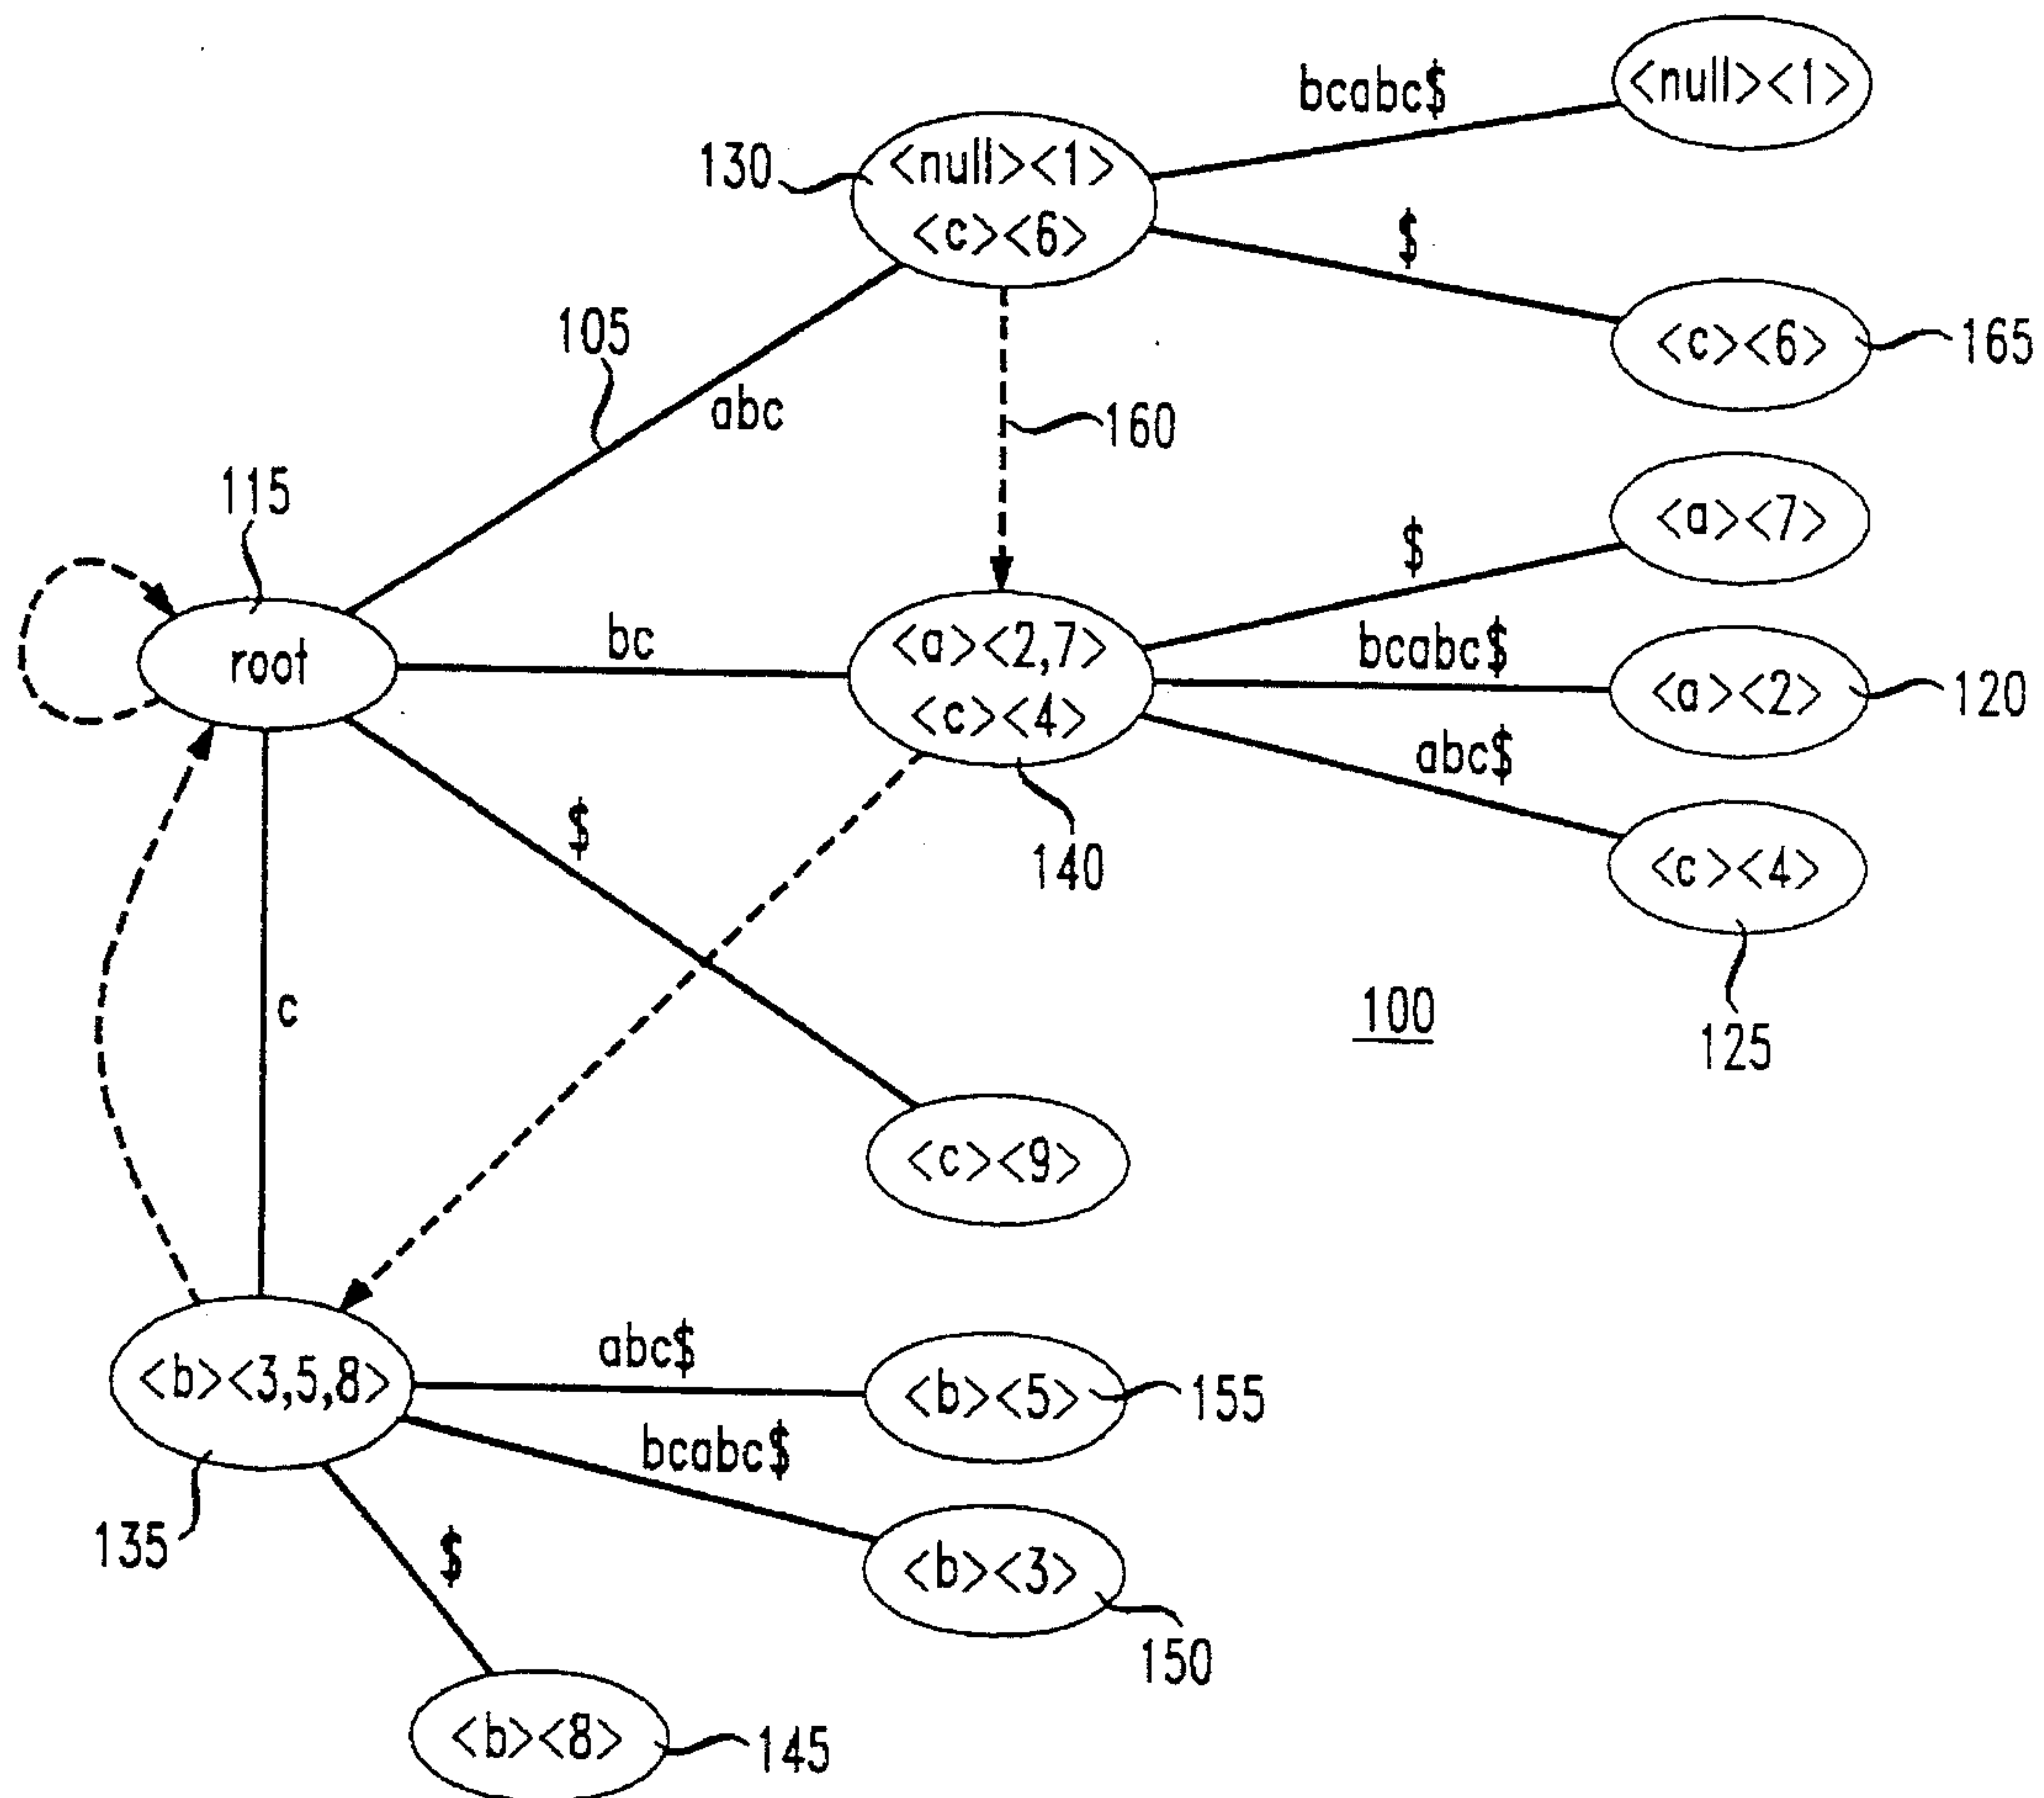 <null><1>
bcabc$
130
<null><1>
<c><6>
$
105
abc
<c><6>
165
160
115
<a><7>
$
root
bc
<a><2,7>
<c><4>
bcabc$
<a><2>
120
abc$
$
140
<c><4>
c
100
125
<c><9>
abc$
<b><3,5,8>
<b><5>
155
bcabc$
135
$
<b><3>
150
<b><8>
145